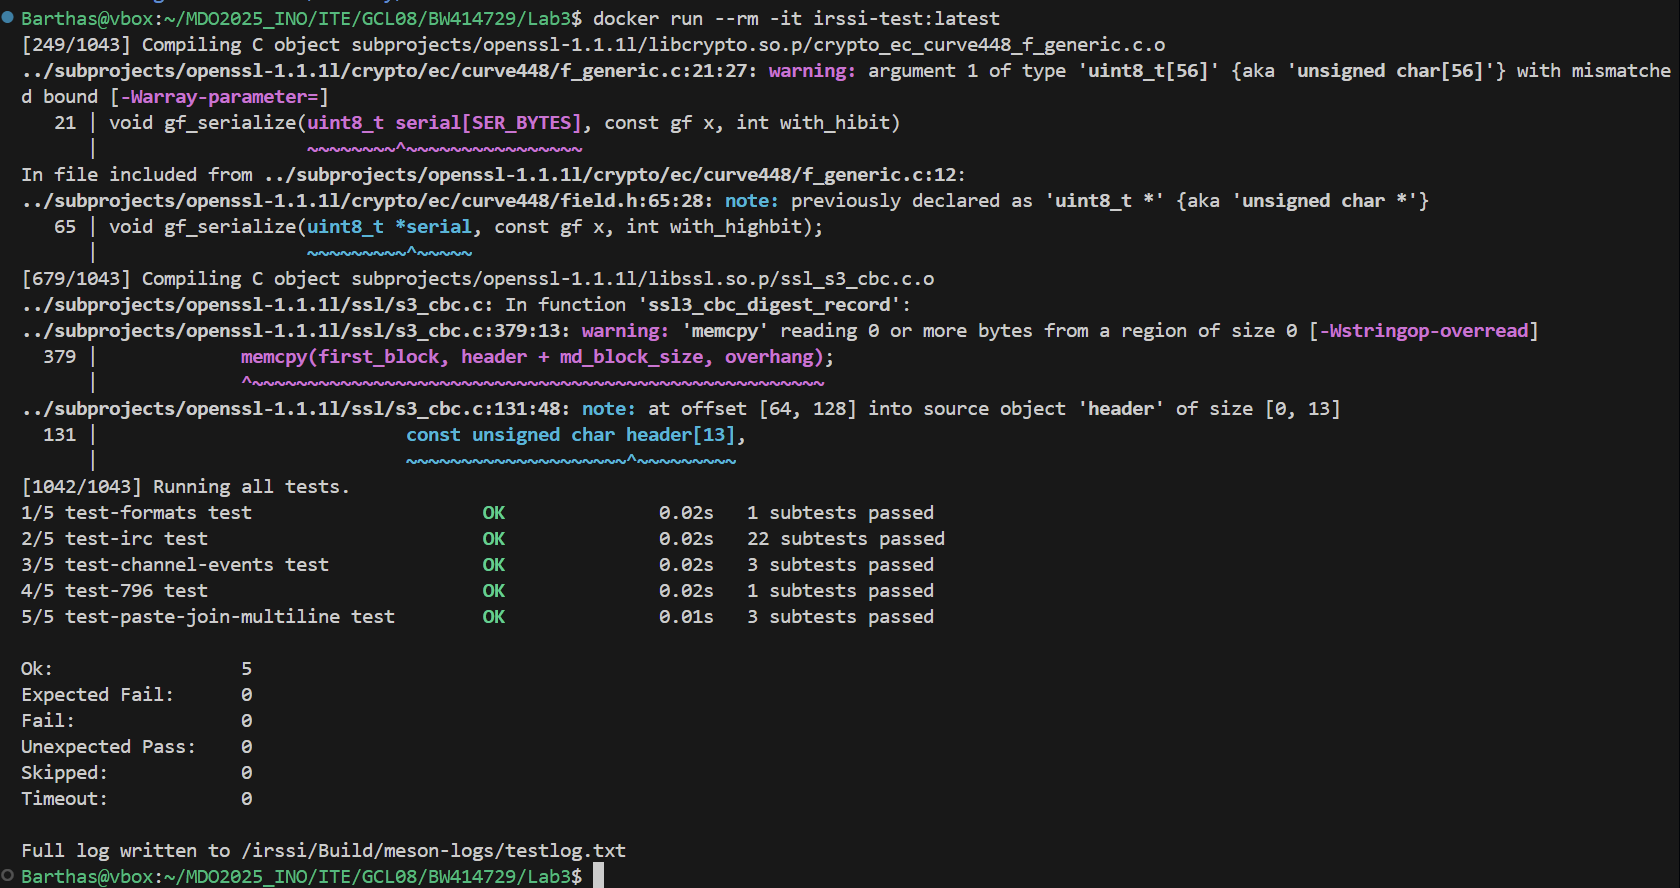 Barthas@vbox:~/MDO2025_INO/ITE/GCL08/BW414729/Lab3$ docker run --rm -it irssi-test:latest
[249/1043] Compiling C object subprojects/openssl-1.1.1l/libcrypto.so.p/crypto_ec_curve448_f_generic.c.o
../subprojects/openssl-1.1.1l/crypto/ec/curve448/f_generic.c:21:27: warning: argument 1 of type 'uint8_t[56]' {aka 'unsigned char[56]'} with mismatche
d bound [-Warray-parameter=]
   21 | void gf_serialize(uint8_t serial[SER_BYTES], const gf x, int with_hibit)
      |                   ~~~~~~~~^~~~~~~~~~~~~~~~~
In file included from ../subprojects/openssl-1.1.1l/crypto/ec/curve448/f_generic.c:12:
../subprojects/openssl-1.1.1l/crypto/ec/curve448/field.h:65:28: note: previously declared as 'uint8_t *' {aka 'unsigned char *'}
   65 | void gf_serialize(uint8_t *serial, const gf x, int with_highbit);
      |                   ~~~~~~~~~^~~~~~
[679/1043] Compiling C object subprojects/openssl-1.1.1l/libssl.so.p/ssl_s3_cbc.c.o
../subprojects/openssl-1.1.1l/ssl/s3_cbc.c: In function 'ssl3_cbc_digest_record':
../subprojects/openssl-1.1.1l/ssl/s3_cbc.c:379:13: warning: 'memcpy' reading 0 or more bytes from a region of size 0 [-Wstringop-overread]
  379 |             memcpy(first_block, header + md_block_size, overhang);
      |             ^~~~~~~~~~~~~~~~~~~~~~~~~~~~~~~~~~~~~~~~~~~~~~~~~~~~~
../subprojects/openssl-1.1.1l/ssl/s3_cbc.c:131:48: note: at offset [64, 128] into source object 'header' of size [0, 13]
  131 |                            const unsigned char header[13],
      |                            ~~~~~~~~~~~~~~~~~~~~^~~~~~~~~~
[1042/1043] Running all tests.
1/5 test-formats test                     OK              0.02s   1 subtests passed
2/5 test-irc test                         OK              0.02s   22 subtests passed
3/5 test-channel-events test              OK              0.02s   3 subtests passed
4/5 test-796 test                         OK              0.02s   1 subtests passed
5/5 test-paste-join-multiline test        OK              0.01s   3 subtests passed
Ok:                 5
Expected Fail:      0
Fail:               0
Unexpected Pass:    0
Skipped:            0
Timeout:            0
Full log written to /irssi/Build/meson-logs/testlog.txt
Barthas@vbox:~/MDO2025_INO/ITE/GCL08/BW414729/Lab3$